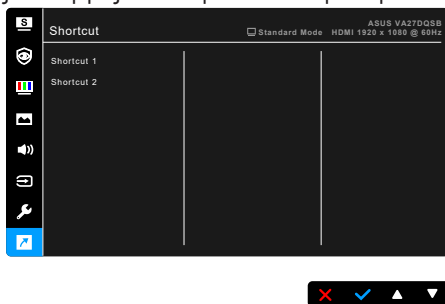 S
Shortcut
ASUS VA27DQSB
Standard Mode HDMI 1920 x 1080 @ 60Hz
Shortcut 1
Shortcut 2